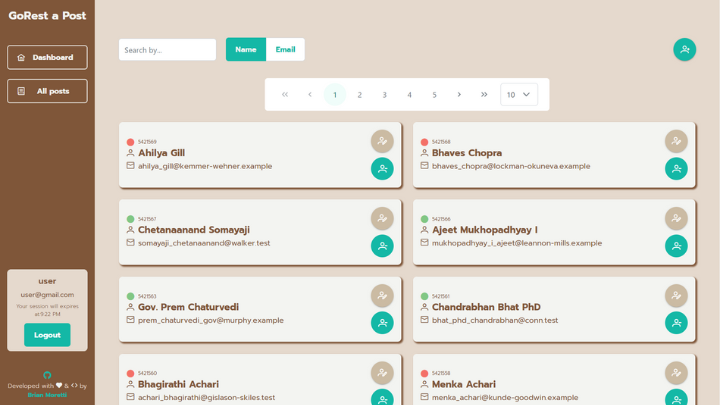 GoRest a Post
Dashboard
All posts
user
user@gmail.com
Your session will expires
at 9:22 PM
Logout
Developed with & <> by
Brian Moretti
Search by...
Name
Email
<< < 1 2 3 4 5 > >> 10
5421569
Ahilya Gill
ahilya_gill@kemmer-wehner.example
5421568
Bhaves Chopra
bhaves_chopra@lockman-okuneva.example
5421567
Chetanaanand Somayaji
somayaji_chetanaanand@walker.test
5421566
Ajeet Mukhopadhyay I
mukhopadhyay_i_ajeet@leannon-mills.example
5421563
Gov. Prem Chaturvedi
prem_chaturvedi_gov@murphy.example
5421561
Chandrabhan Bhat PhD
bhat_phd_chandrabhan@conn.test
5421560
Bhagirathi Achari
achari_bhagirathi@gislason-skiles.test
5421558
Menka Achari
menka_achari@kunde-goodwin.example